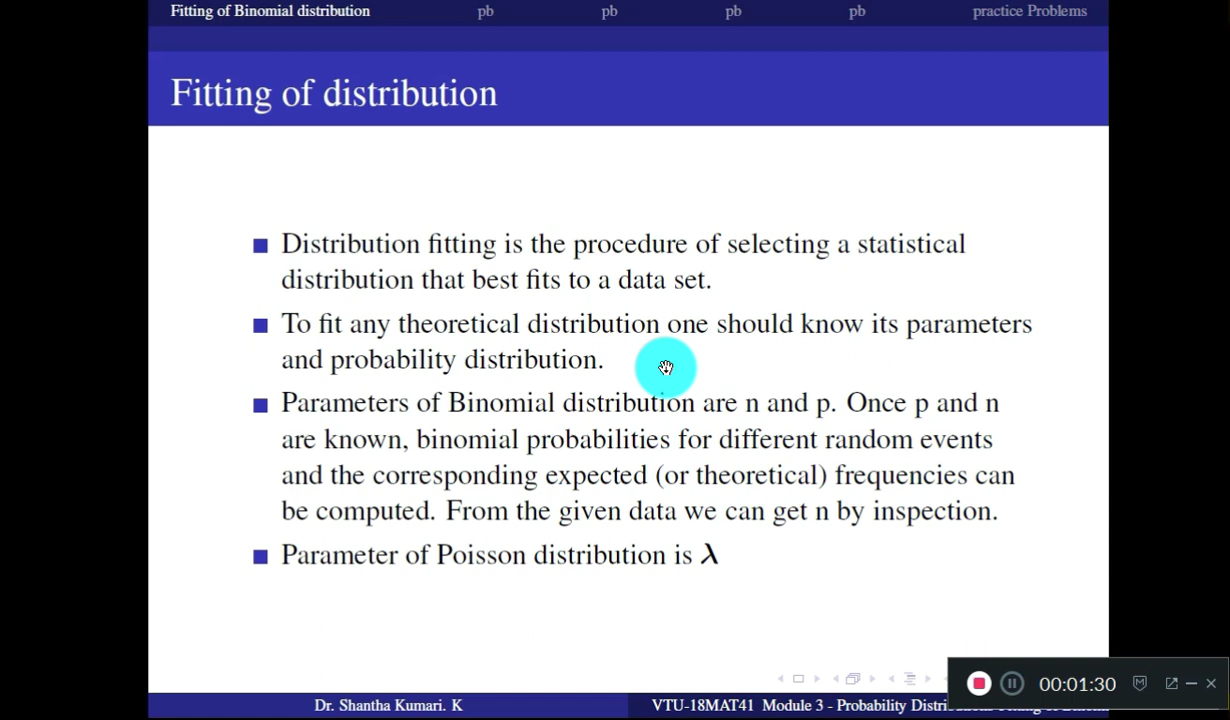 Fitting of Binomial distribution pb pb pb pb practice Problems
Fitting of distribution
Distribution fitting is the procedure of selecting a statistical
distribution that best fits to a data set.
To fit any theoretical distribution one should know its parameters
and probability distribution.
Parameters of Binomial distribution are n and p. Once p and n
are known, binomial probabilities for different random events
and the corresponding expected (or theoretical) frequencies can
be computed. From the given data we can get n by inspection.
Parameter of Poisson distribution is λ
00:01:30
Dr. Shantha Kumari. K VTU-18MAT41 Module 3 - Probability